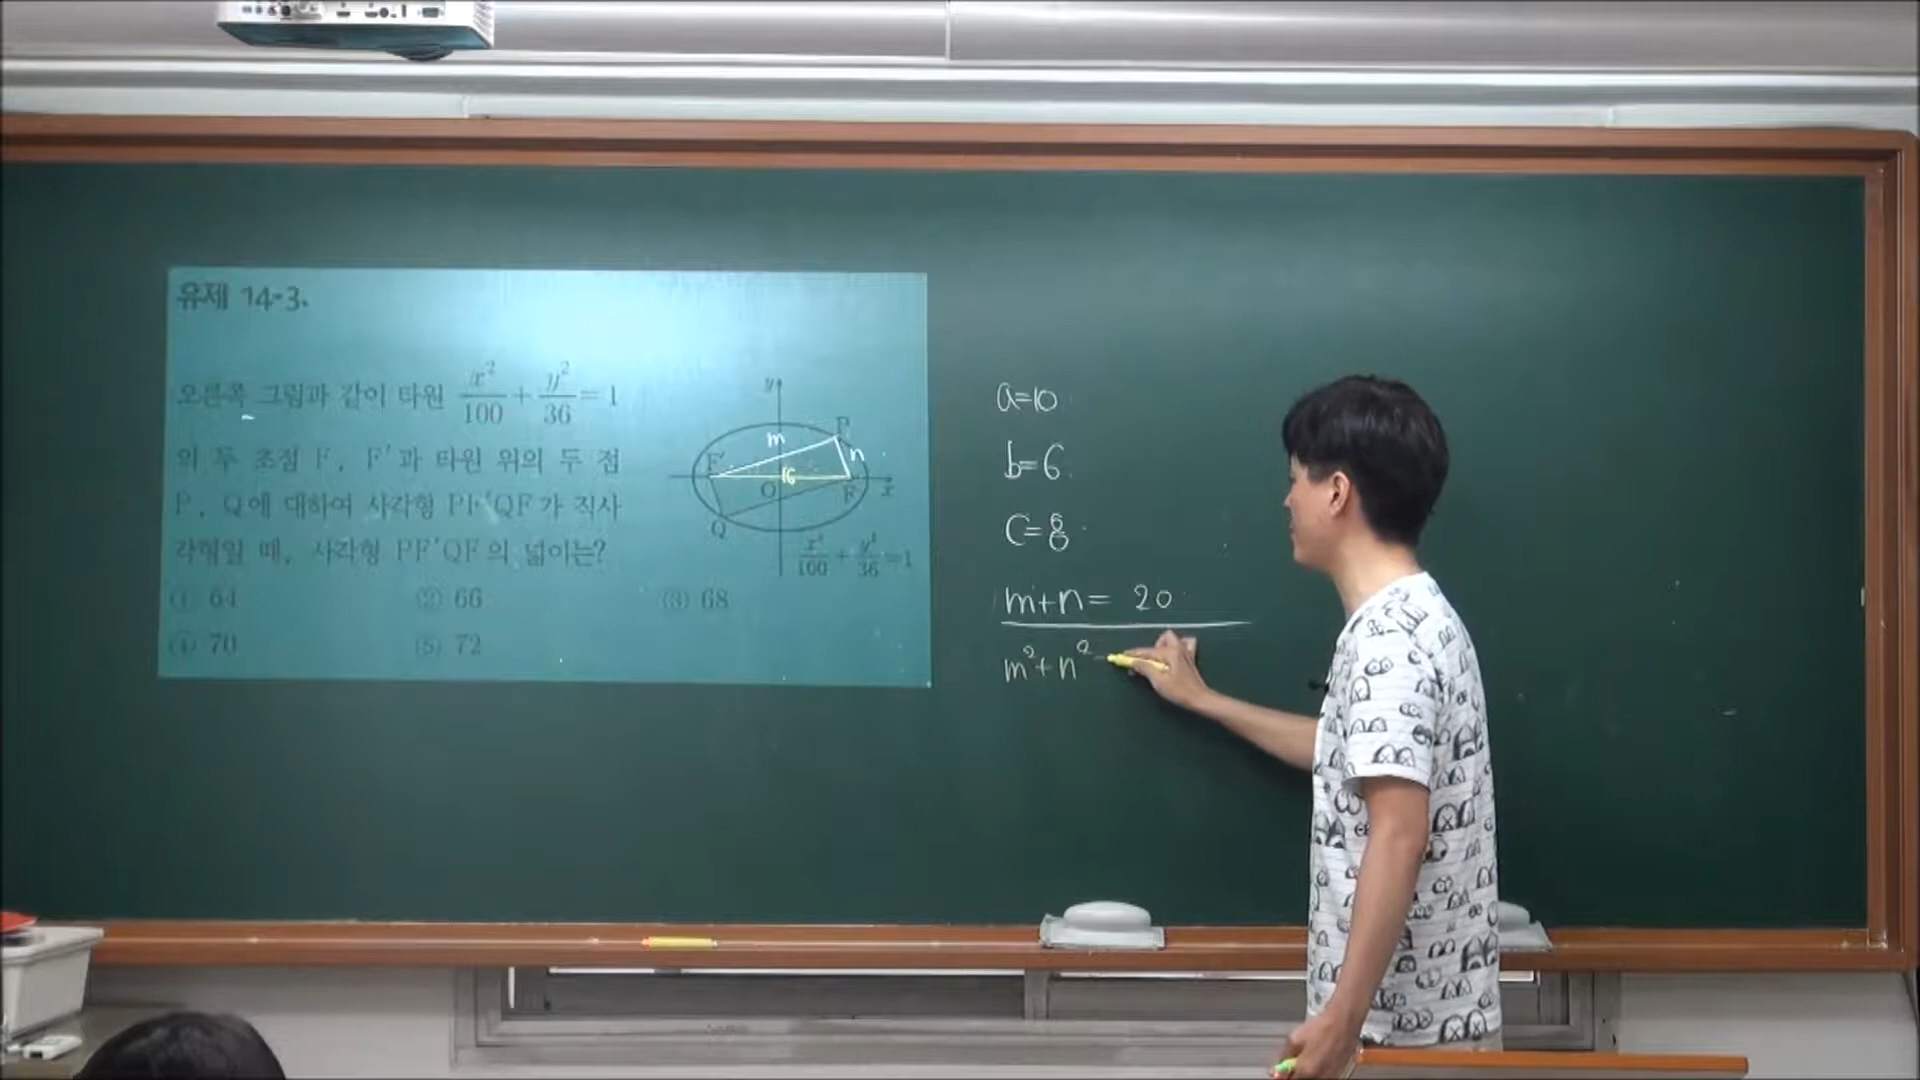 유제 14-3.
오른쪽 그림과 같이 타원 x²/100 + y²/36 = 1
의 두 초점 F, F′과 타원 위의 두 점
P, Q에 대하여 사각형 PF′QF가 직사
각형일 때, 사각형 PF′QF의 넓이는?
① 64 ② 66 ③ 68
④ 70 ⑤ 72
y
P
m
n
F′
16
O
F
x
Q
x²/100 + y²/36 = 1
a=10
b=6
c=8
m+n= 20
m²+n²